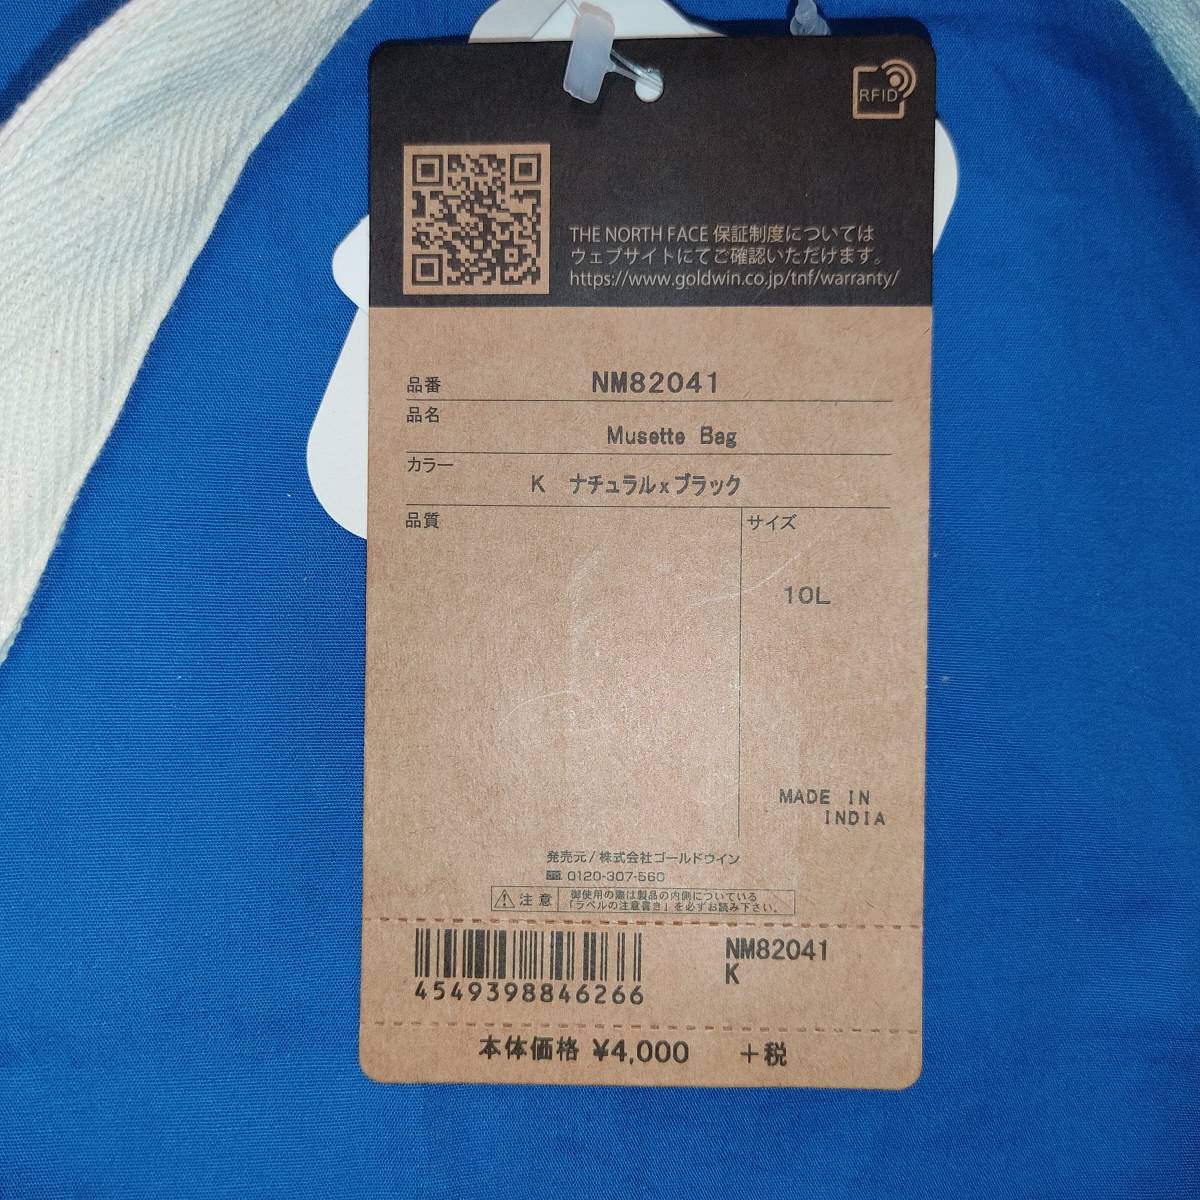 RFID
THE NORTH FACE 保証制度については
ウェブサイトにてご確認いただけます。
https://www.goldwin.co.jp/tnf/warranty/
品番 NM82041
品名
Musette Bag
カラー
K ナチュラルxブラック
品質
サイズ
10L
MADE IN
INDIA
発売元/株式会社ゴールドウイン
0120-307-560
注意 御使用の際は製品の内側についている
「ラベルの注意書き」を必ずお読み下さい。
NM82041
K
4549398846266
本体価格 ¥4,000 +税